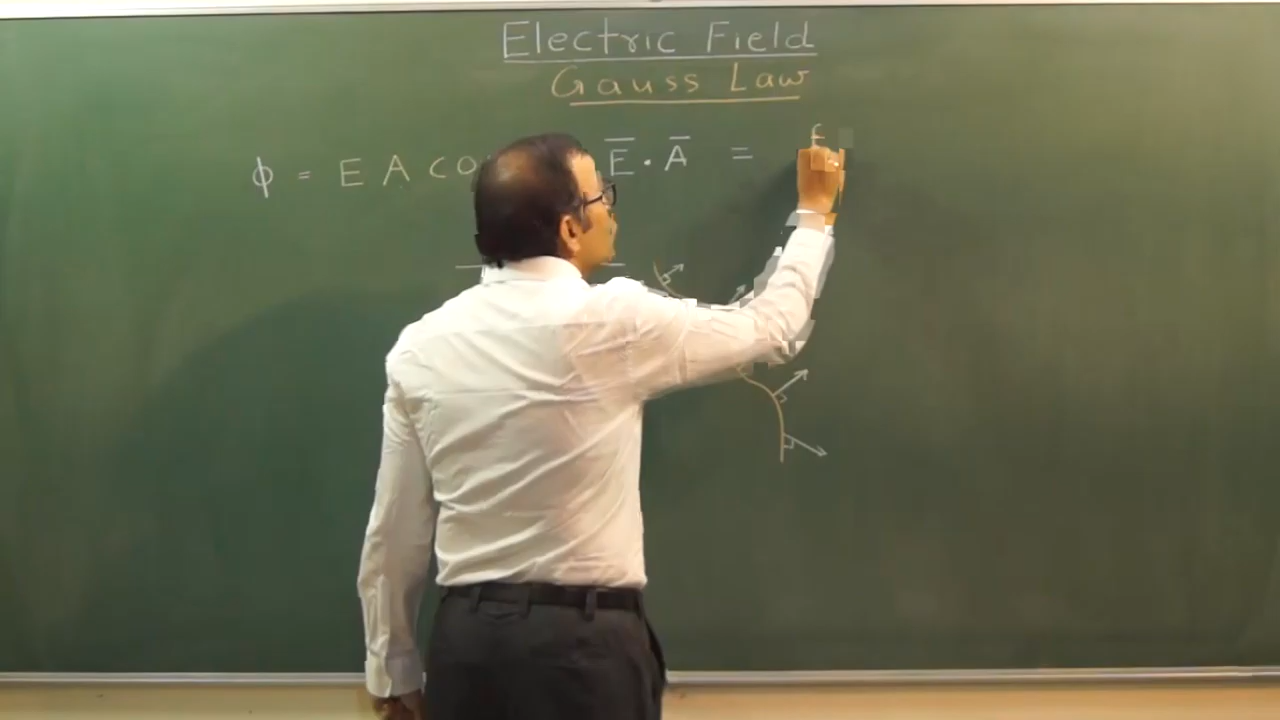 Electric Field
Gauss Law
ϕ = E A CO E̅ . A̅ =